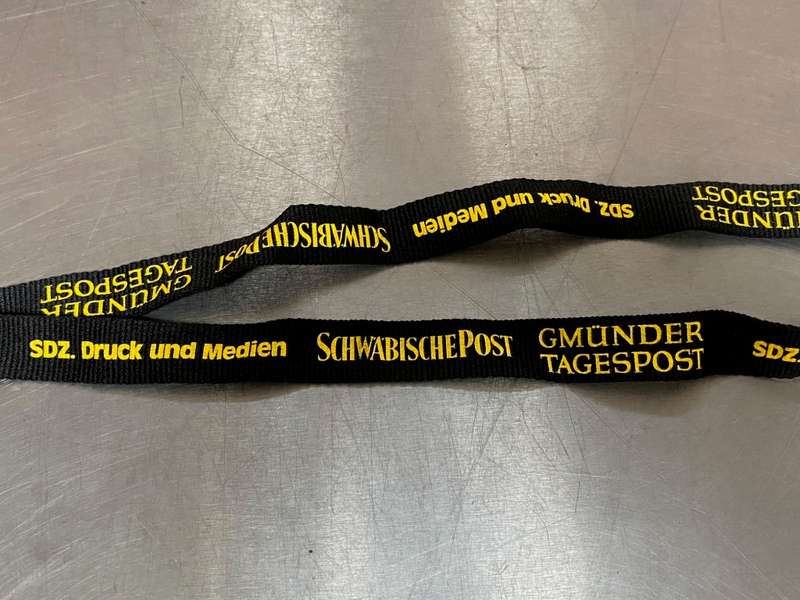 GMÜNDER
TAGESPOST
SCHWÄBISCHEPOST
SDZ. Druck und Medien
GMÜNDER
TAGESPOST
SDZ. Druck und Medien
SCHWÄBISCHEPOST
GMÜNDER
TAGESPOST
SDZ.